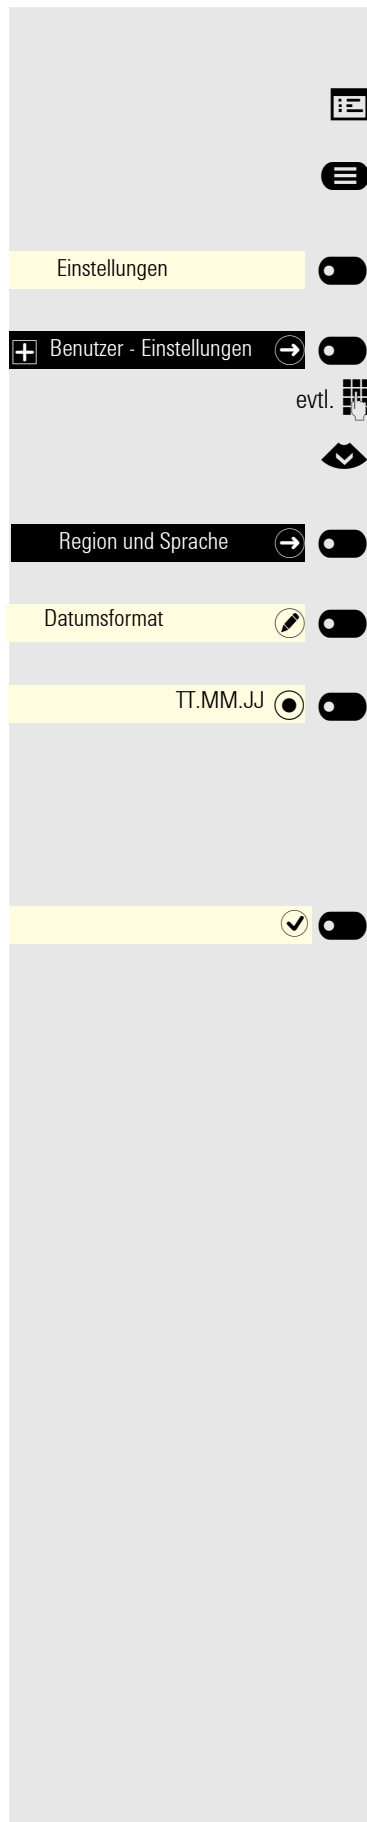 Einstellungen
Benutzer - Einstellungen
evtl.
Region und Sprache
Datumsformat
TT.MM.JJ